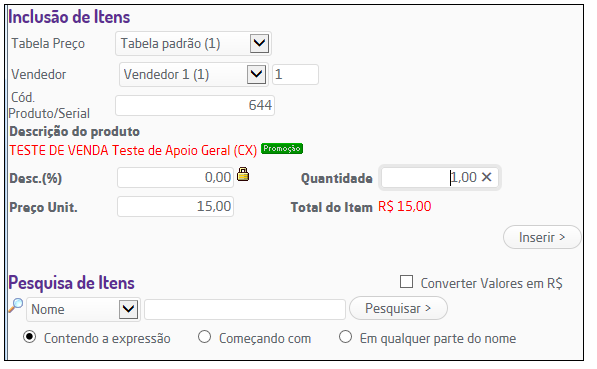 Inclusão de Itens
Tabela Preço Tabela padrão (1)
Vendedor Vendedor 1 (1) 1
Cód.
Produto/Serial 644
Descrição do produto
TESTE DE VENDA Teste de Apoio Geral (CX) Promoção
Desc.(%) 0,00 Quantidade 1,00 ✕
Preço Unit. 15,00 Total do Item R$ 15,00
Inserir >
Pesquisa de Itens Converter Valores em R$
Nome Pesquisar >
Contendo a expressão Começando com Em qualquer parte do nome